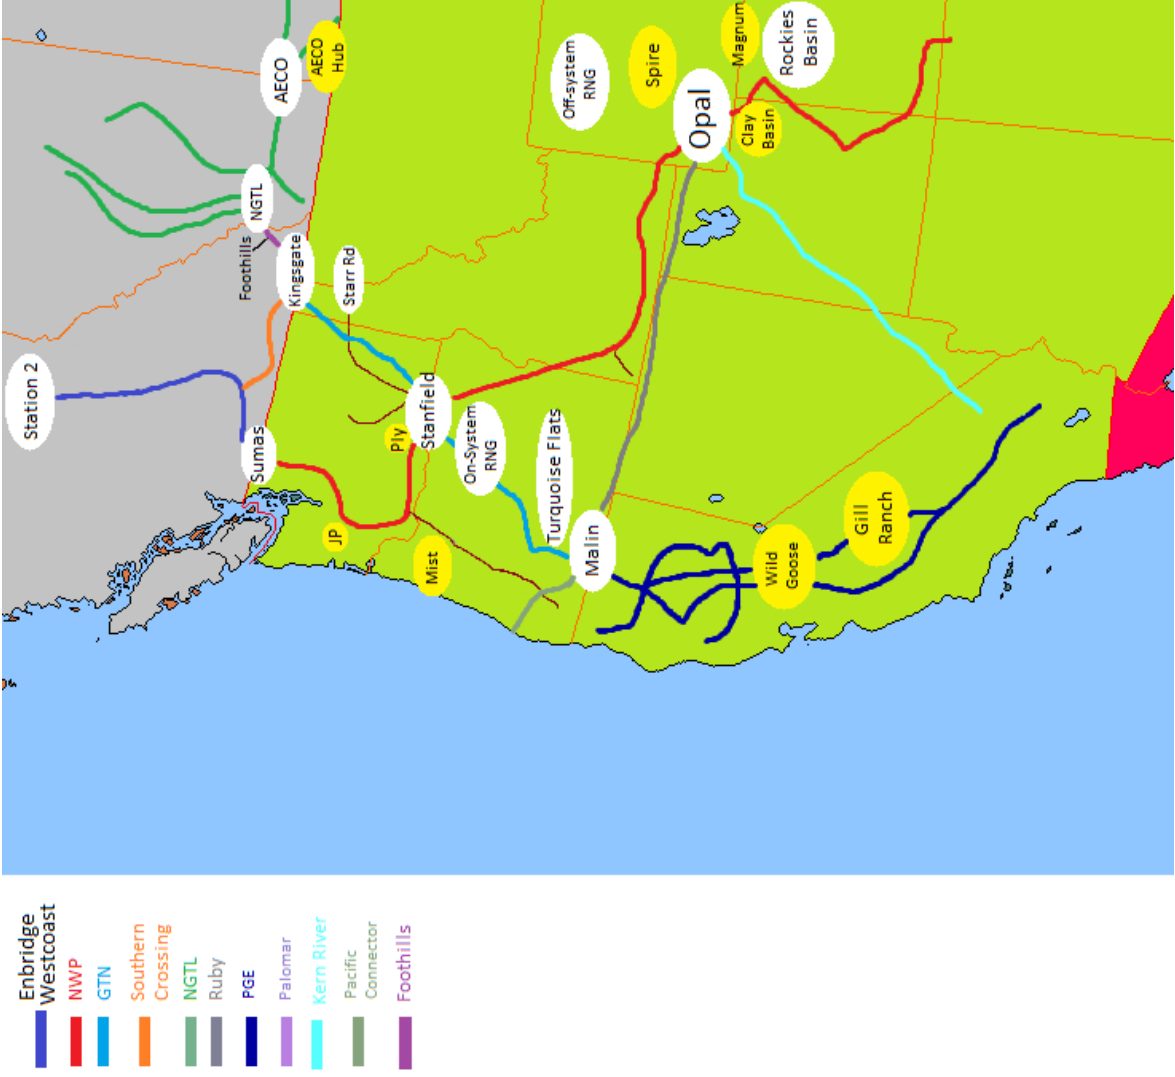 Enbridge
Westcoast
NWP
GTN
Southern
Crossing
NGTL
Ruby
PGE
Palomar
Kern River
Pacific
Connector
Foothills
Station 2
Sumas
Foothills
NGTL
AECO
AECO
Hub
Kingsgate
Starr Rd
JP
Ply
Stanfield
Mist
On-System
RNG
Turquoise Flats
Malin
Off-system
RNG
Spire
Opal
Magnum
Clay
Basin
Rockies
Basin
Wild
Goose
Gill
Ranch